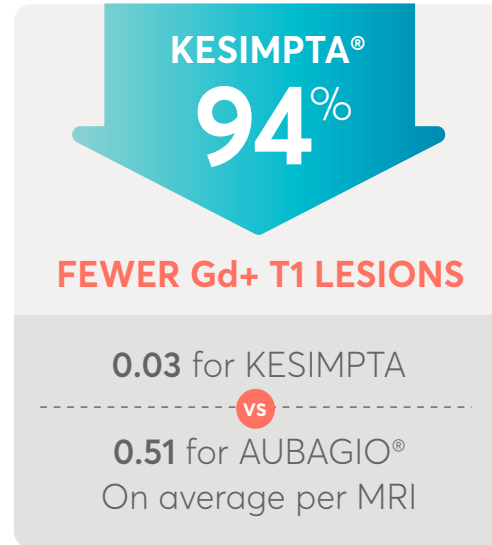 KESIMPTA®
94%
FEWER Gd+ T1 LESIONS
0.03 for KESIMPTA
VS
0.51 for AUBAGIO®
On average per MRI